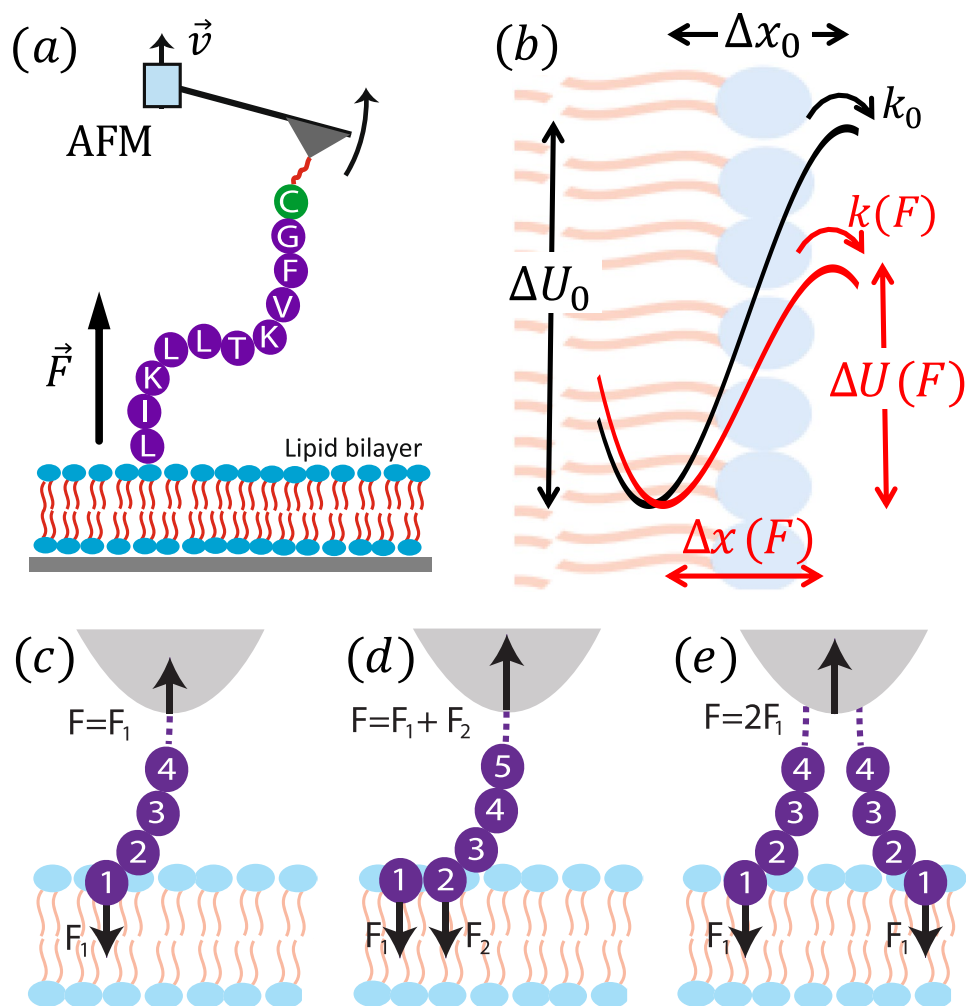 (a)
v⃗
AFM
C
G
F
V
K
T
L
L
K
I
L
F⃗
Lipid bilayer
(b)
Δx₀
k₀
k(F)
ΔU₀
ΔU(F)
Δx(F)
(c)
F=F₁
4
3
2
1
F₁
(d)
F=F₁+ F₂
5
4
3
1 2
F₁ F₂
(e)
F=2F₁
4 4
3 3
2 2
1 1
F₁ F₁